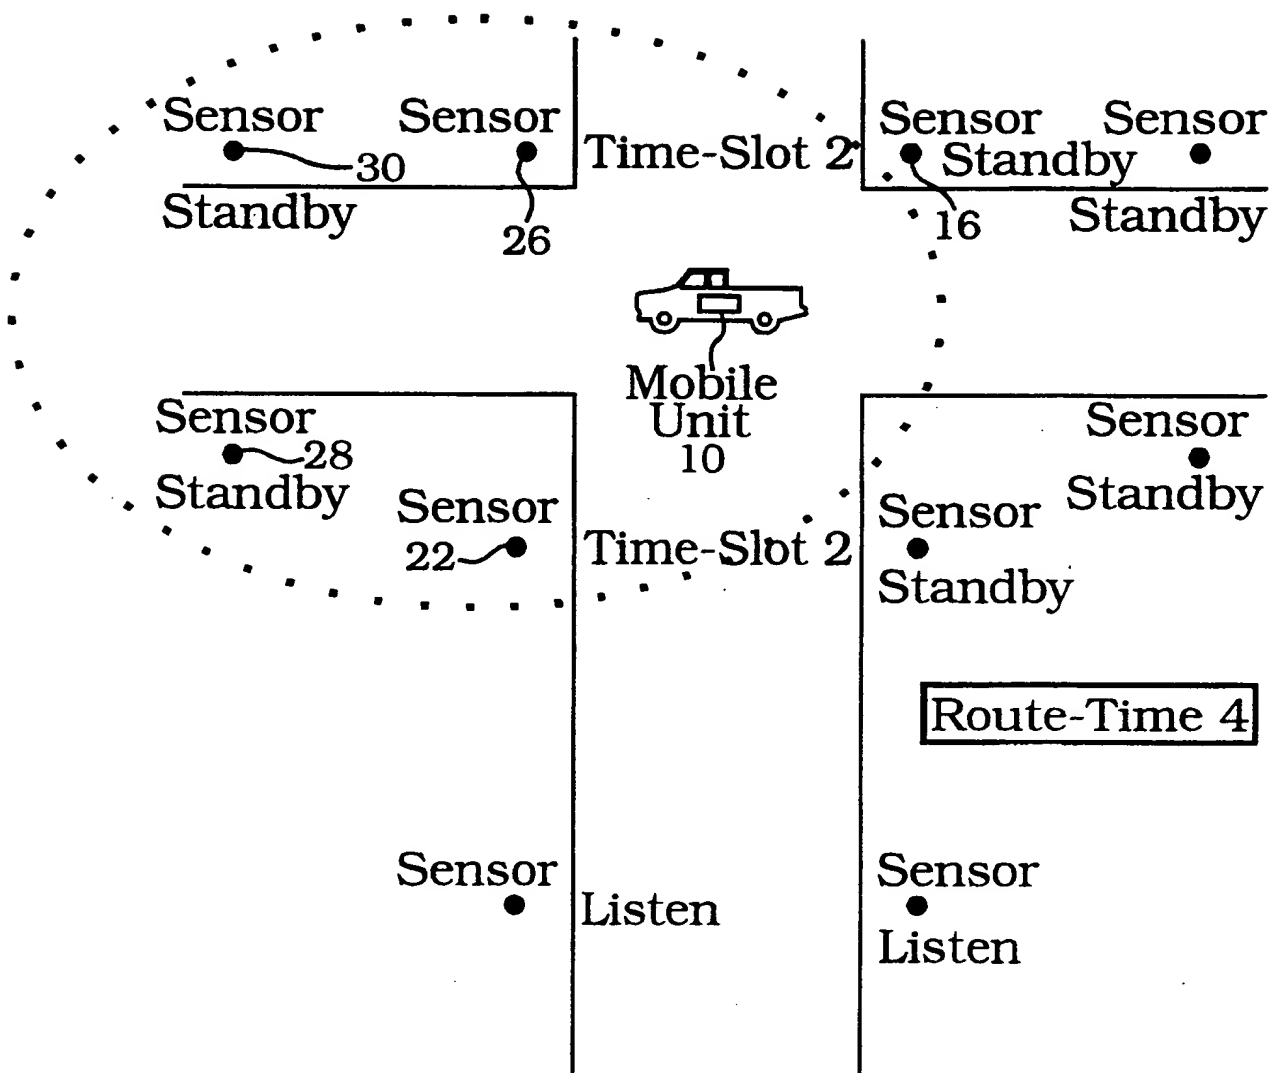 Sensor
Sensor
Sensor
Sensor
Time-Slot 2
Standby
30
Standby
26
16
Standby
Mobile
Unit
10
Sensor
28
Standby
Sensor
Standby
Sensor
22
Time-Slot 2
Sensor
Standby
Route-Time 4
Sensor
Listen
Sensor
Listen